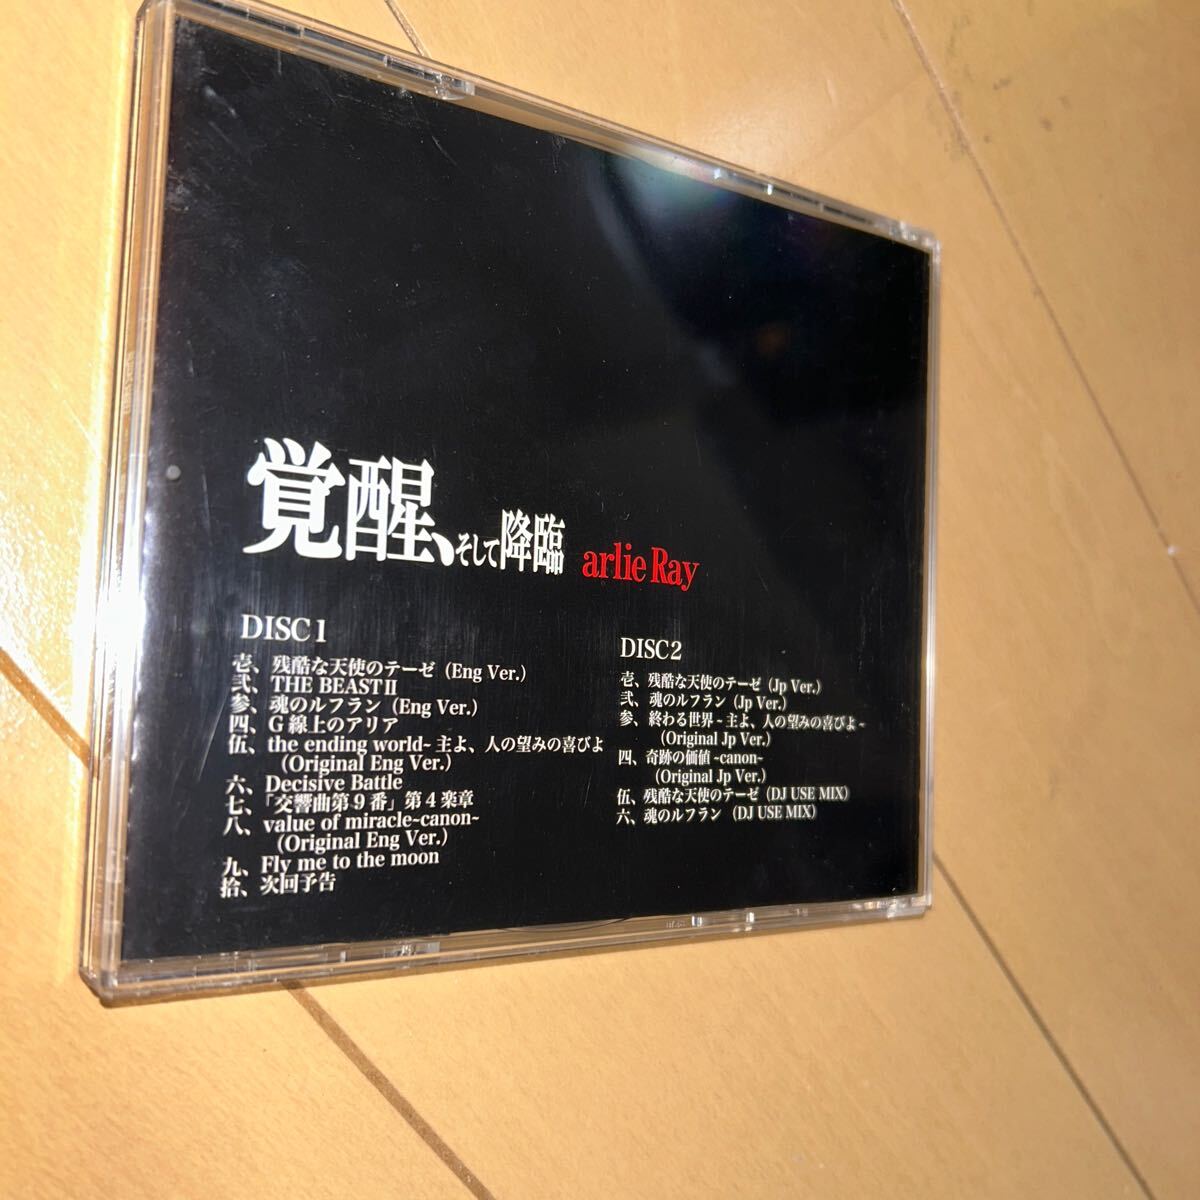 覚醒、そして降臨 arlie Ray
DISC 1
壱、残酷な天使のテーゼ（Eng Ver.）
弐、THE BEAST II
参、魂のルフラン（Eng Ver.）
四、G 線上のアリア
伍、the ending world~ 主よ、人の望みの喜びよ
（Original Eng Ver.）
六、Decisive Battle
七、「交響曲第９番」第４楽章
八、value of miracle~canon~
（Original Eng Ver.）
九、Fly me to the moon
拾、次回予告
DISC2
壱、残酷な天使のテーゼ（Jp Ver.）
弐、魂のルフラン（Jp Ver.）
参、終わる世界 ~ 主よ、人の望みの喜びよ ~
（Original Jp Ver.）
四、奇跡の価値 ~canon~
（Original Jp Ver.）
伍、残酷な天使のテーゼ（DJ USE MIX）
六、魂のルフラン（DJ USE MIX）